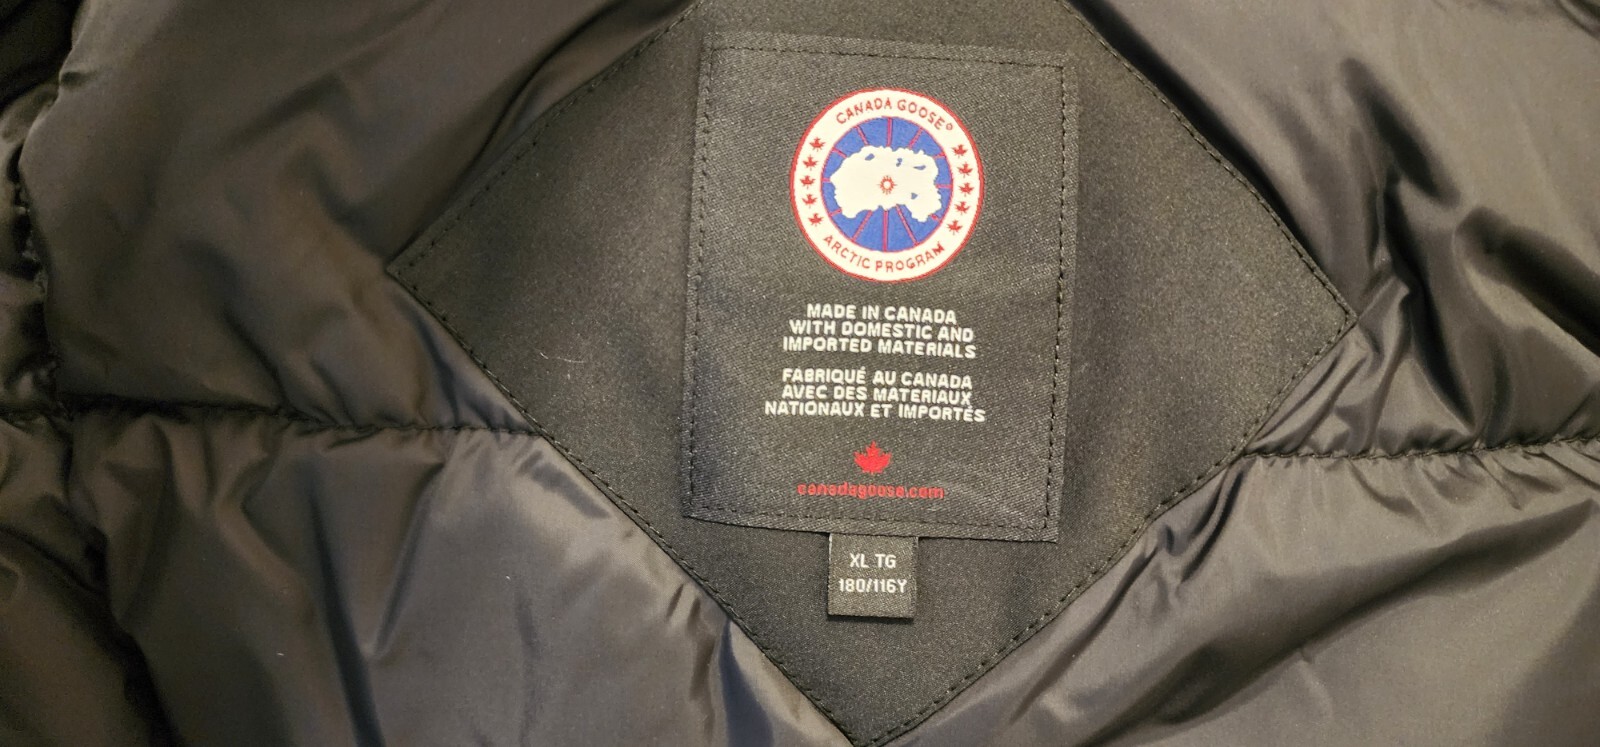 CANADA GOOSE®
ARCTIC PROGRAM
MADE IN CANADA
WITH DOMESTIC AND
IMPORTED MATERIALS
FABRIQUÉ AU CANADA
AVEC DES MATERIAUX
NATIONAUX ET IMPORTÉS
canadagoose.com
XL TG
180/116Y